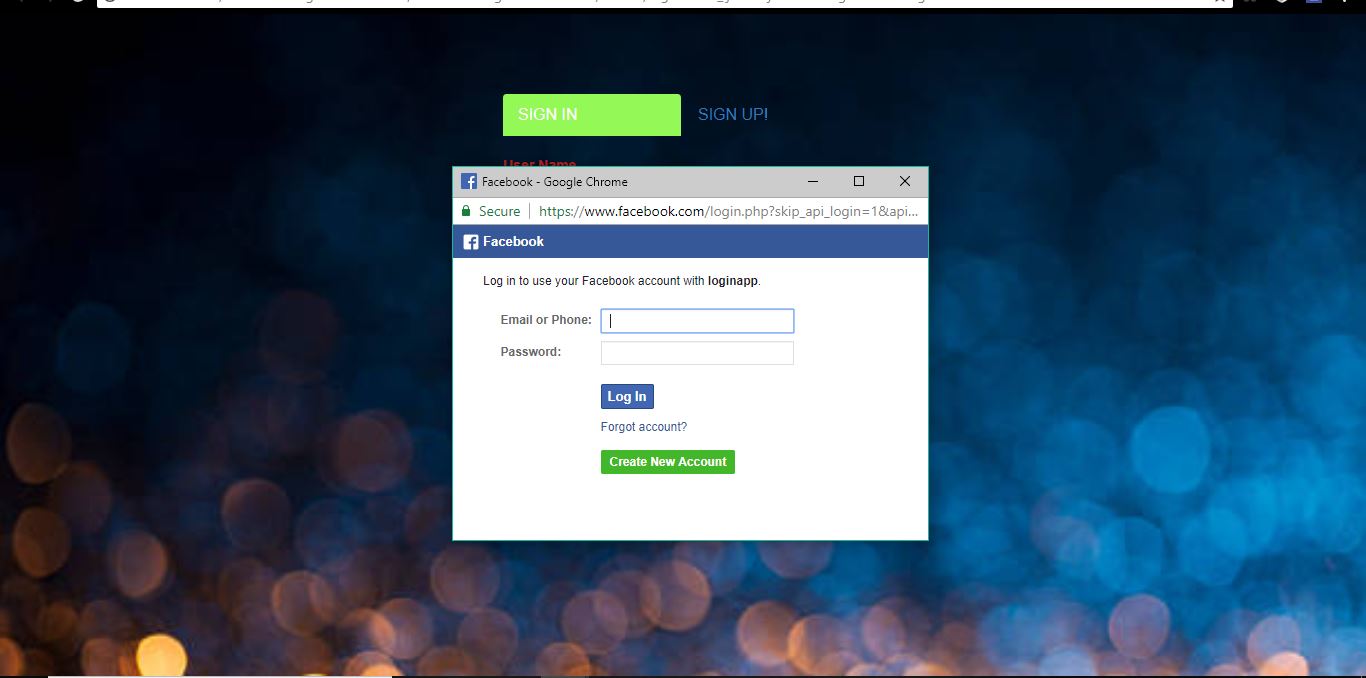 SIGN IN
SIGN UP!
User Name
Facebook - Google Chrome
Secure | https://www.facebook.com/login.php?skip_api_login=1&api...
Facebook
Log in to use your Facebook account with loginapp.
Email or Phone:
Password:
Log In
Forgot account?
Create New Account